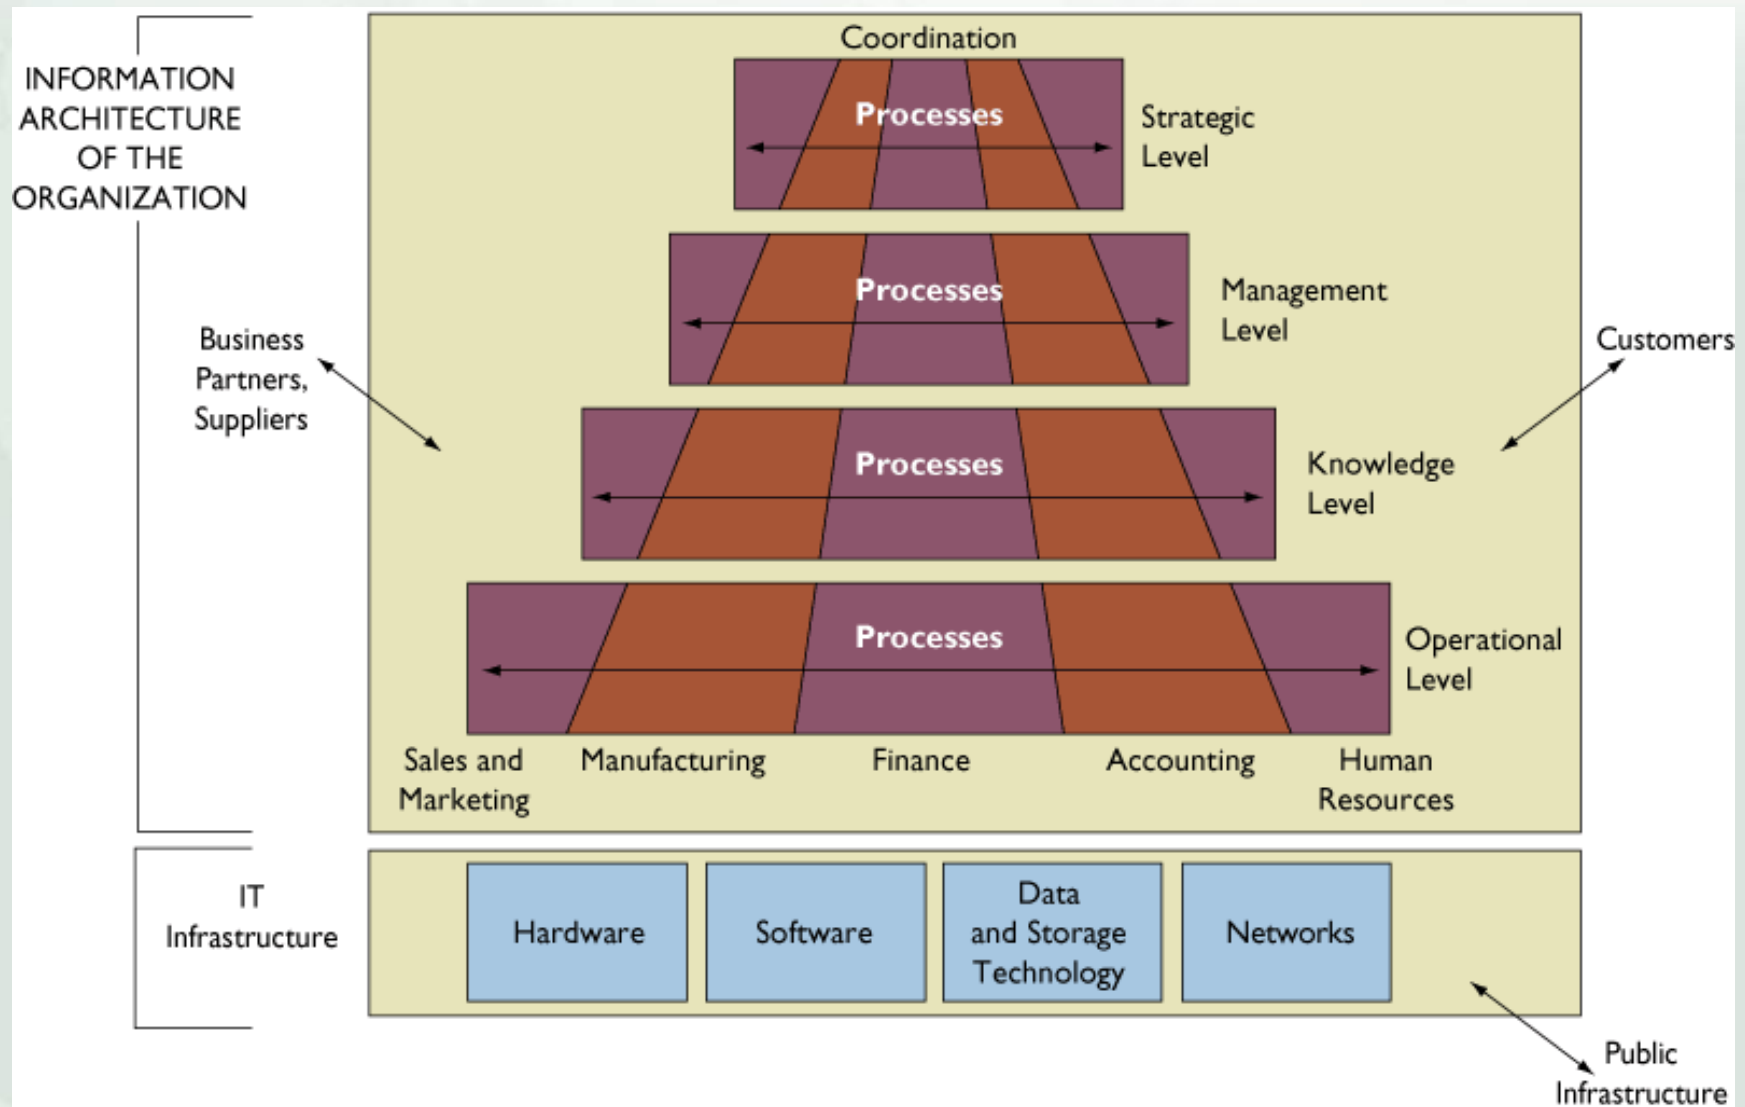 INFORMATION
ARCHITECTURE
OF THE
ORGANIZATION
Coordination
Processes
Strategic
Level
Processes
Management
Level
Business
Partners,
Suppliers
Customers
Processes
Knowledge
Level
Processes
Operational
Level
Sales and
Marketing
Manufacturing
Finance
Accounting
Human
Resources
IT
Infrastructure
Hardware
Software
Data
and Storage
Technology
Networks
Public
Infrastructure